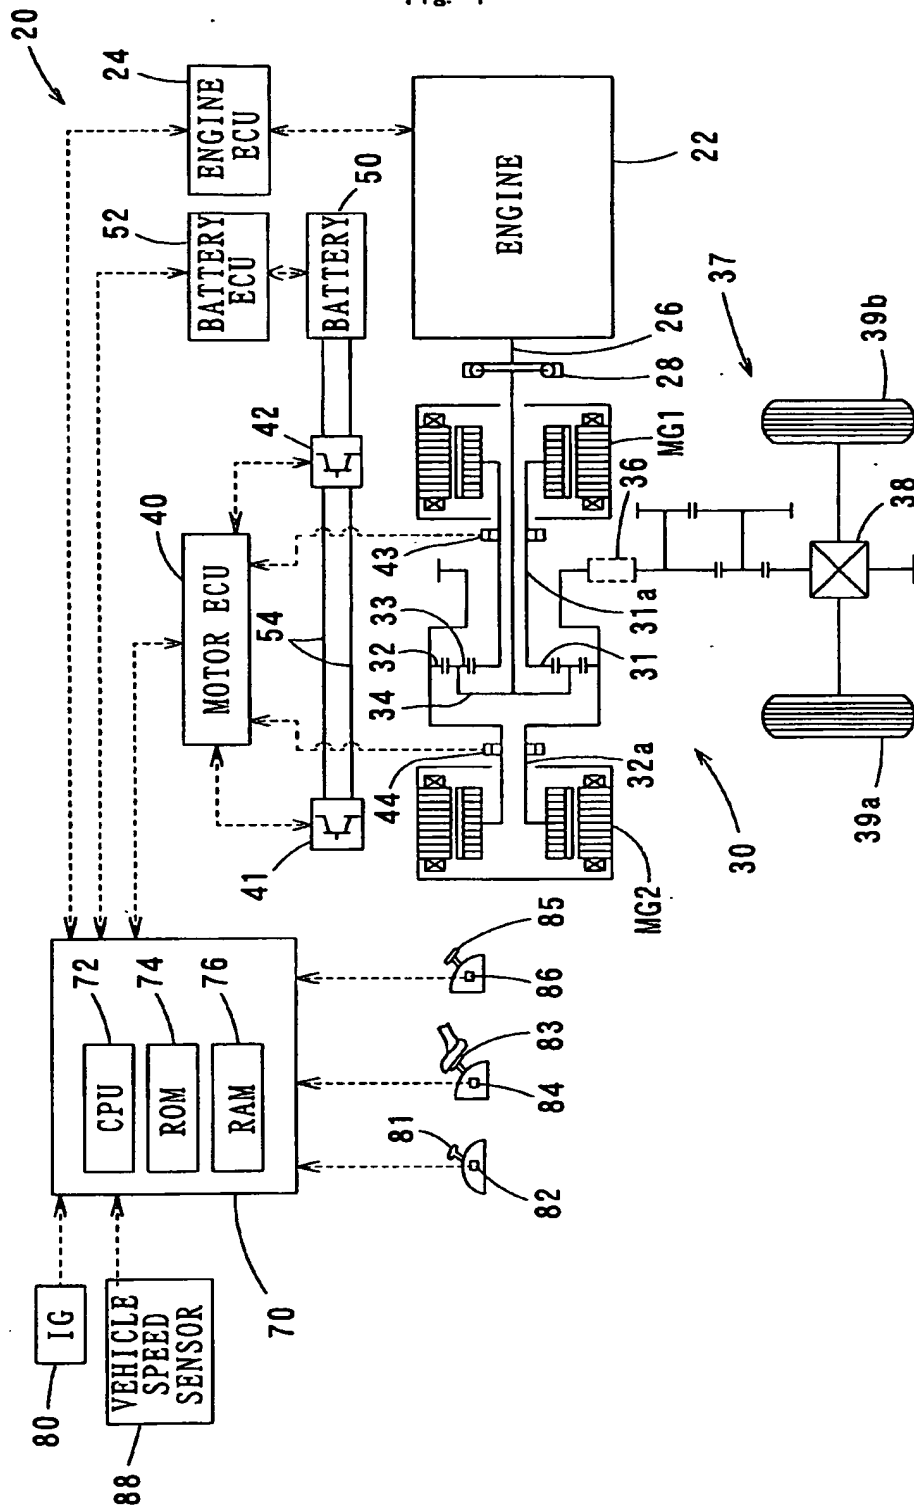 20
ENGINE
ECU
24
BATTERY
ECU
52
BATTERY
50
ENGINE
22
MOTOR ECU
40
42
41
54
43
44
33
32
34
31
31a
32a
26
28
MG1
MG2
36
37
38
39a
39b
30
CPU
72
ROM
74
RAM
76
70
IG
80
VEHICLE
SPEED
SENSOR
88
81
82
83
84
85
86